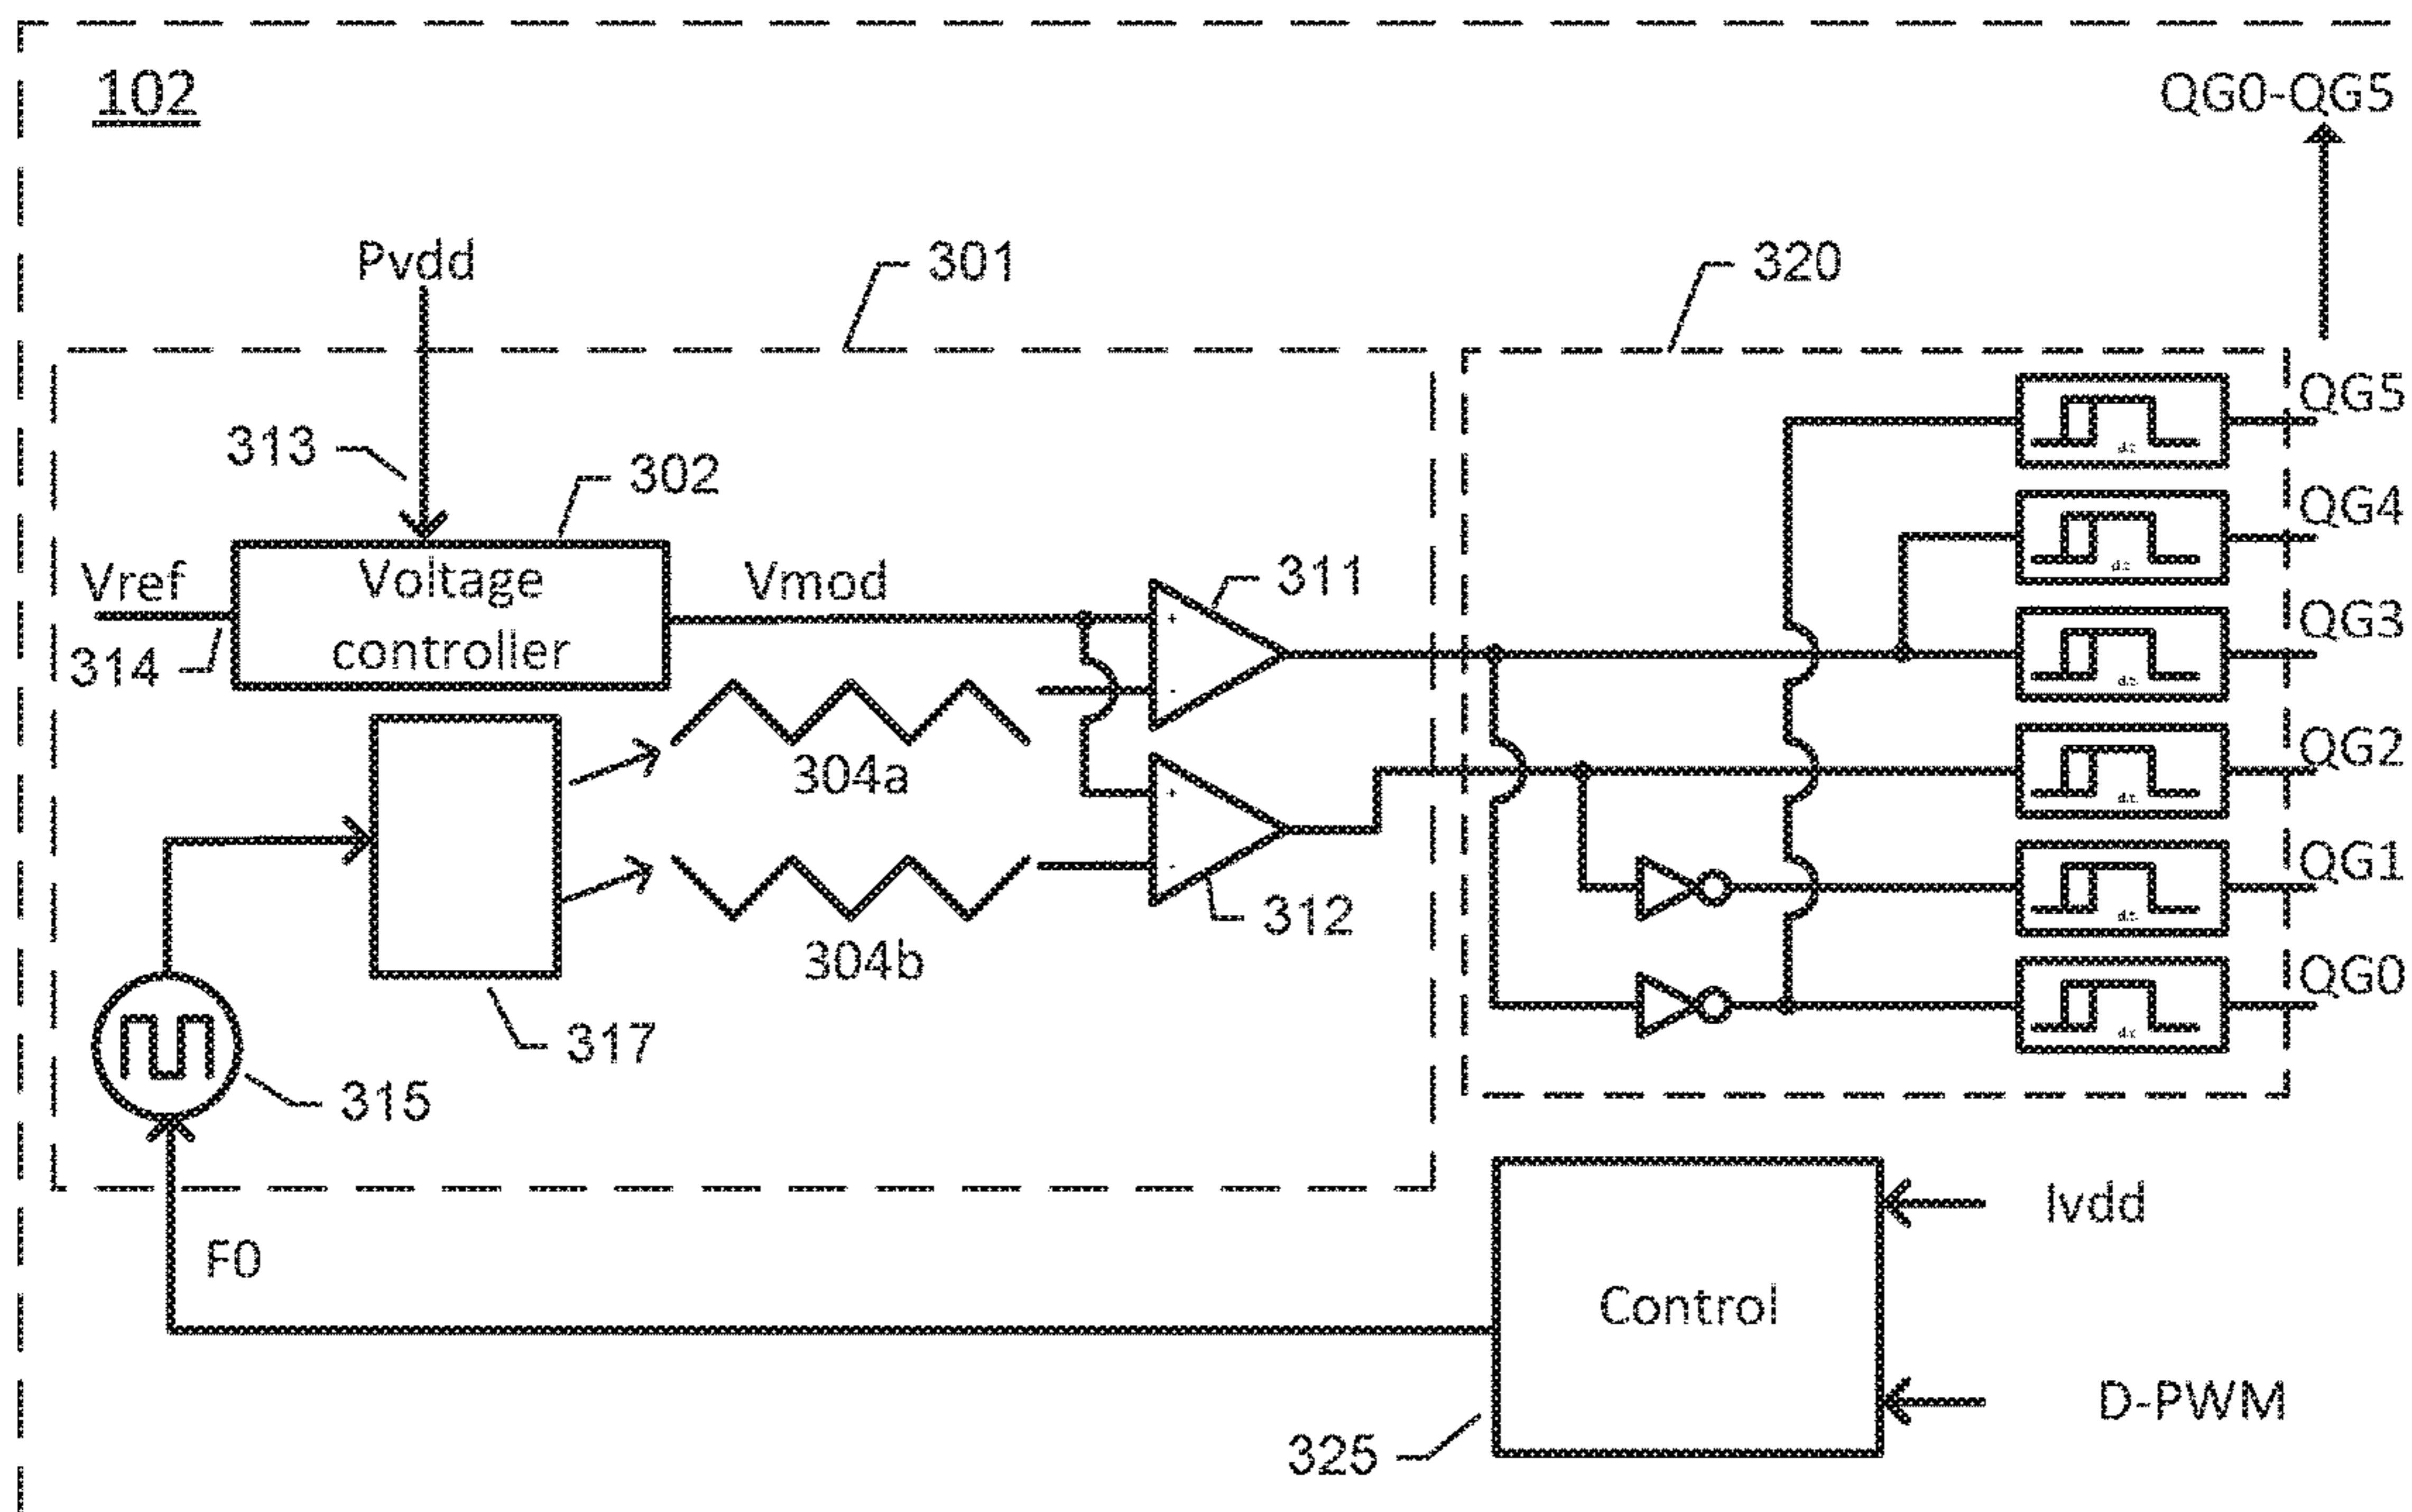 102
QG0-QG5
Pvdd
301
320
313
302
QG5
QG4
Vref
Voltage
controller
Vmod
311
314
QG3
304a
QG2
QG1
312
304b
QG0
317
315
F0
Ivdd
Control
D-PWM
325